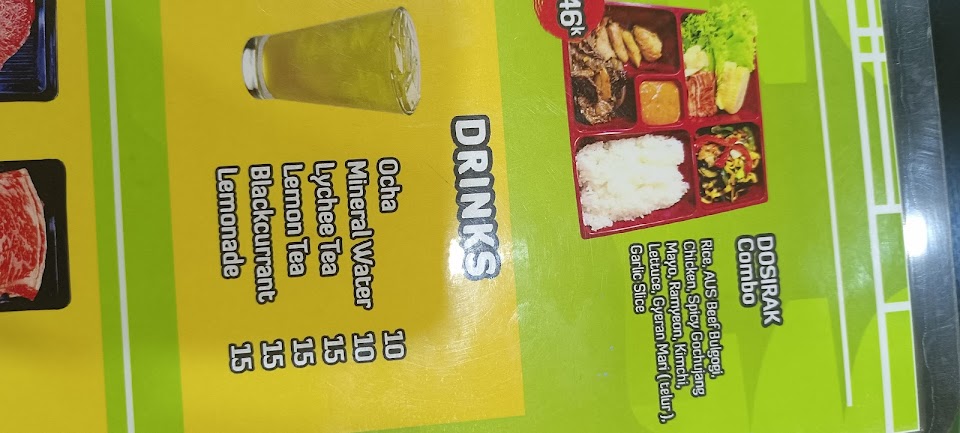 46k
DOSIRAK
Combo
Rice, AUS Beef Bulgogi,
Chicken, Spicy Gochujang
Mayo, Ramyeon, Kimchi,
Lettuce, Gyeran Mari (telur),
Garlic Slice
DRINKS
Ocha 10
Mineral Water 10
Lychee Tea 15
Lemon Tea 15
Blackcurrant 15
Lemonade 15